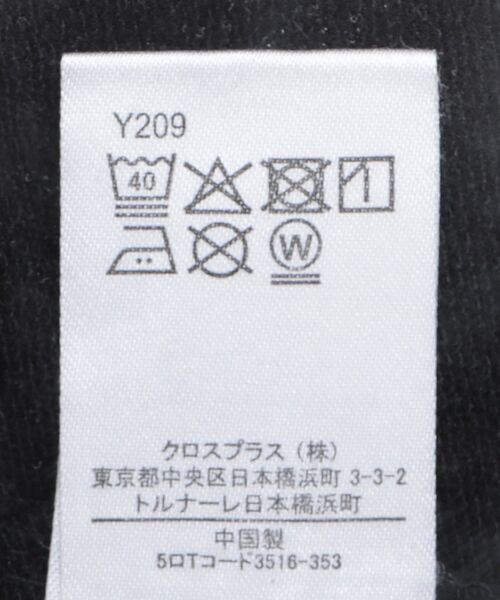 Y209
40
W
クロスプラス (株)
東京都中央区日本橋浜町 3-3-2
トルナーレ日本橋浜町
中国製
5ロTコード3516-353